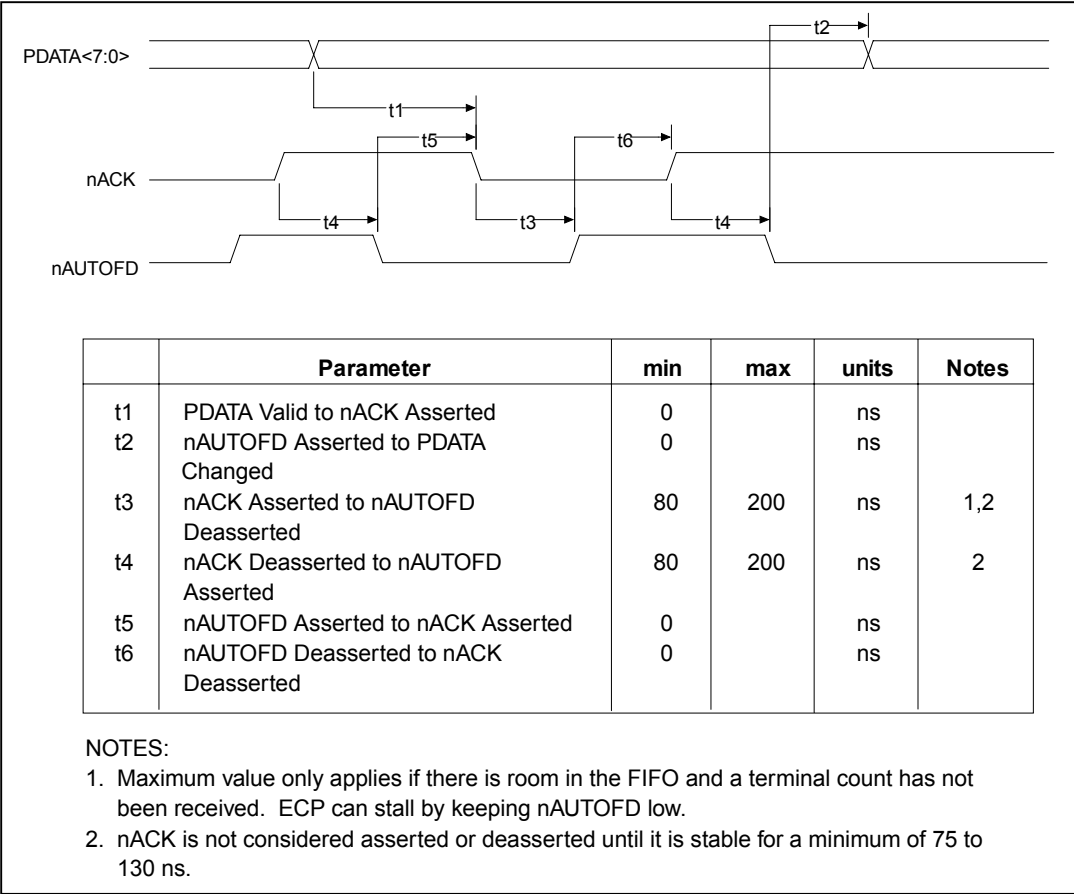 t2
PDATA<7:0>
t1
t5
t6
nACK
t4
t3
t4
nAUTOFD
Parameter min max units Notes
t1 PDATA Valid to nACK Asserted 0 ns
t2 nAUTOFD Asserted to PDATA 0 ns
Changed
t3 nACK Asserted to nAUTOFD 80 200 ns 1,2
Deasserted
t4 nACK Deasserted to nAUTOFD 80 200 ns 2
Asserted
t5 nAUTOFD Asserted to nACK Asserted 0 ns
t6 nAUTOFD Deasserted to nACK 0 ns
Deasserted
NOTES:
1. Maximum value only applies if there is room in the FIFO and a terminal count has not
been received. ECP can stall by keeping nAUTOFD low.
2. nACK is not considered asserted or deasserted until it is stable for a minimum of 75 to
130 ns.